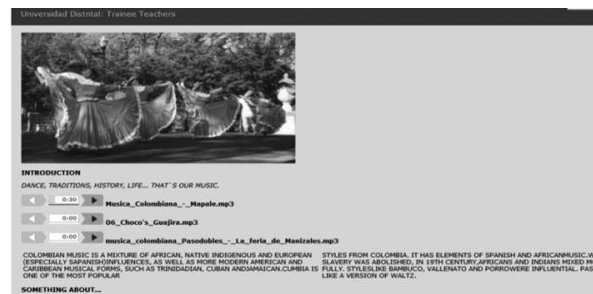 Universidad Distrital: Trainee Teachers
INTRODUCTION
DANCE, TRADITIONS, HISTORY, LIFE... THAT´S OUR MUSIC.
0:30 Musica_Colombiana_-_Mapale.mp3
0:00 06_Choco's_Guajira.mp3
0:00 musica_colombiana_Pasodobles_-_La_feria_de_Manizales.mp3
COLOMBIAN MUSIC IS A MIXTURE OF AFRICAN, NATIVE INDIGENOUS AND EUROPEAN
(ESPECIALLY SAPANISH)INFLUENCES, AS WELL AS MORE MODERN AMERICAN AND
CARIBBEAN MUSICAL FORMS, SUCH AS TRINIDADIAN, CUBAN ANDJAMAICAN.CUMBIA IS
ONE OF THE MOST POPULAR
STYLES FROM COLOMBIA. IT HAS ELEMENTS OF SPANISH AND AFRICANMUSIC.W
SLAVERY WAS ABOLISHED, IN 19TH CENTURY,AFRICANS AND INDIANS MIXED M
FULLY. STYLESLIKE BAMBUCO, VALLENATO AND PORROWERE INFLUENTIAL. PAS
LIKE A VERSION OF WALTZ.
SOMETHING ABOUT...